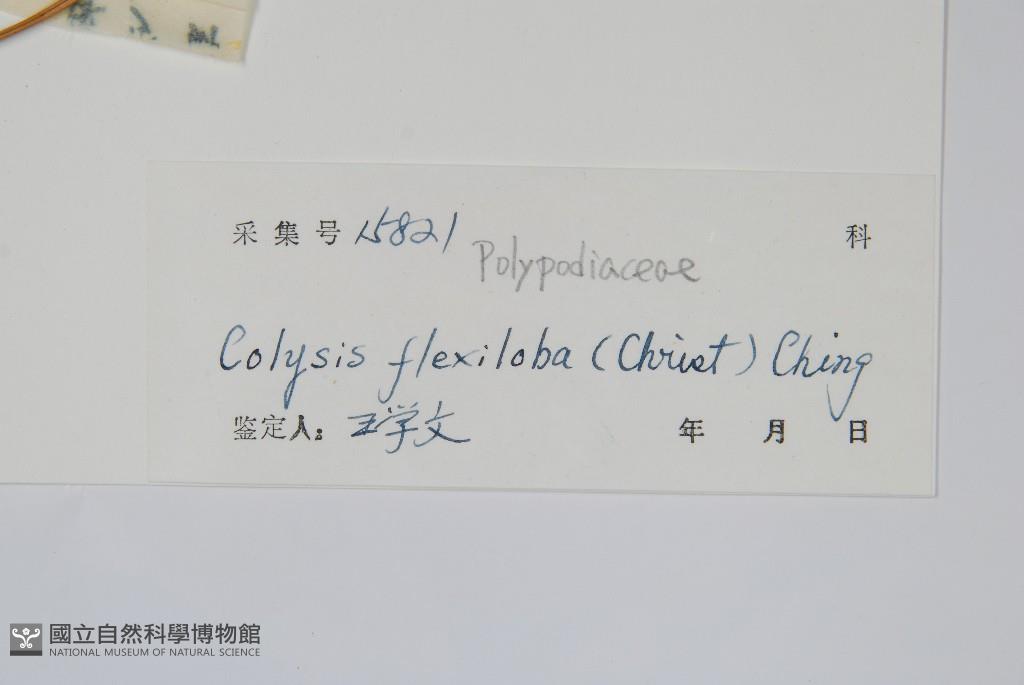 采集号 15821 科
Polypodiaceae
Colysis flexiloba (Christ) Ching
鉴定人: 王学文 年 月 日
國立自然科學博物館
NATIONAL MUSEUM OF NATURAL SCIENCE